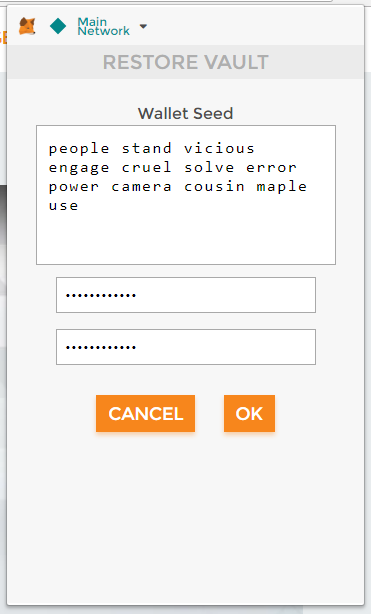 Main
Network
RESTORE VAULT
Wallet Seed
people stand vicious
engage cruel solve error
power camera cousin maple
use
••••••••••••
••••••••••••
CANCEL OK